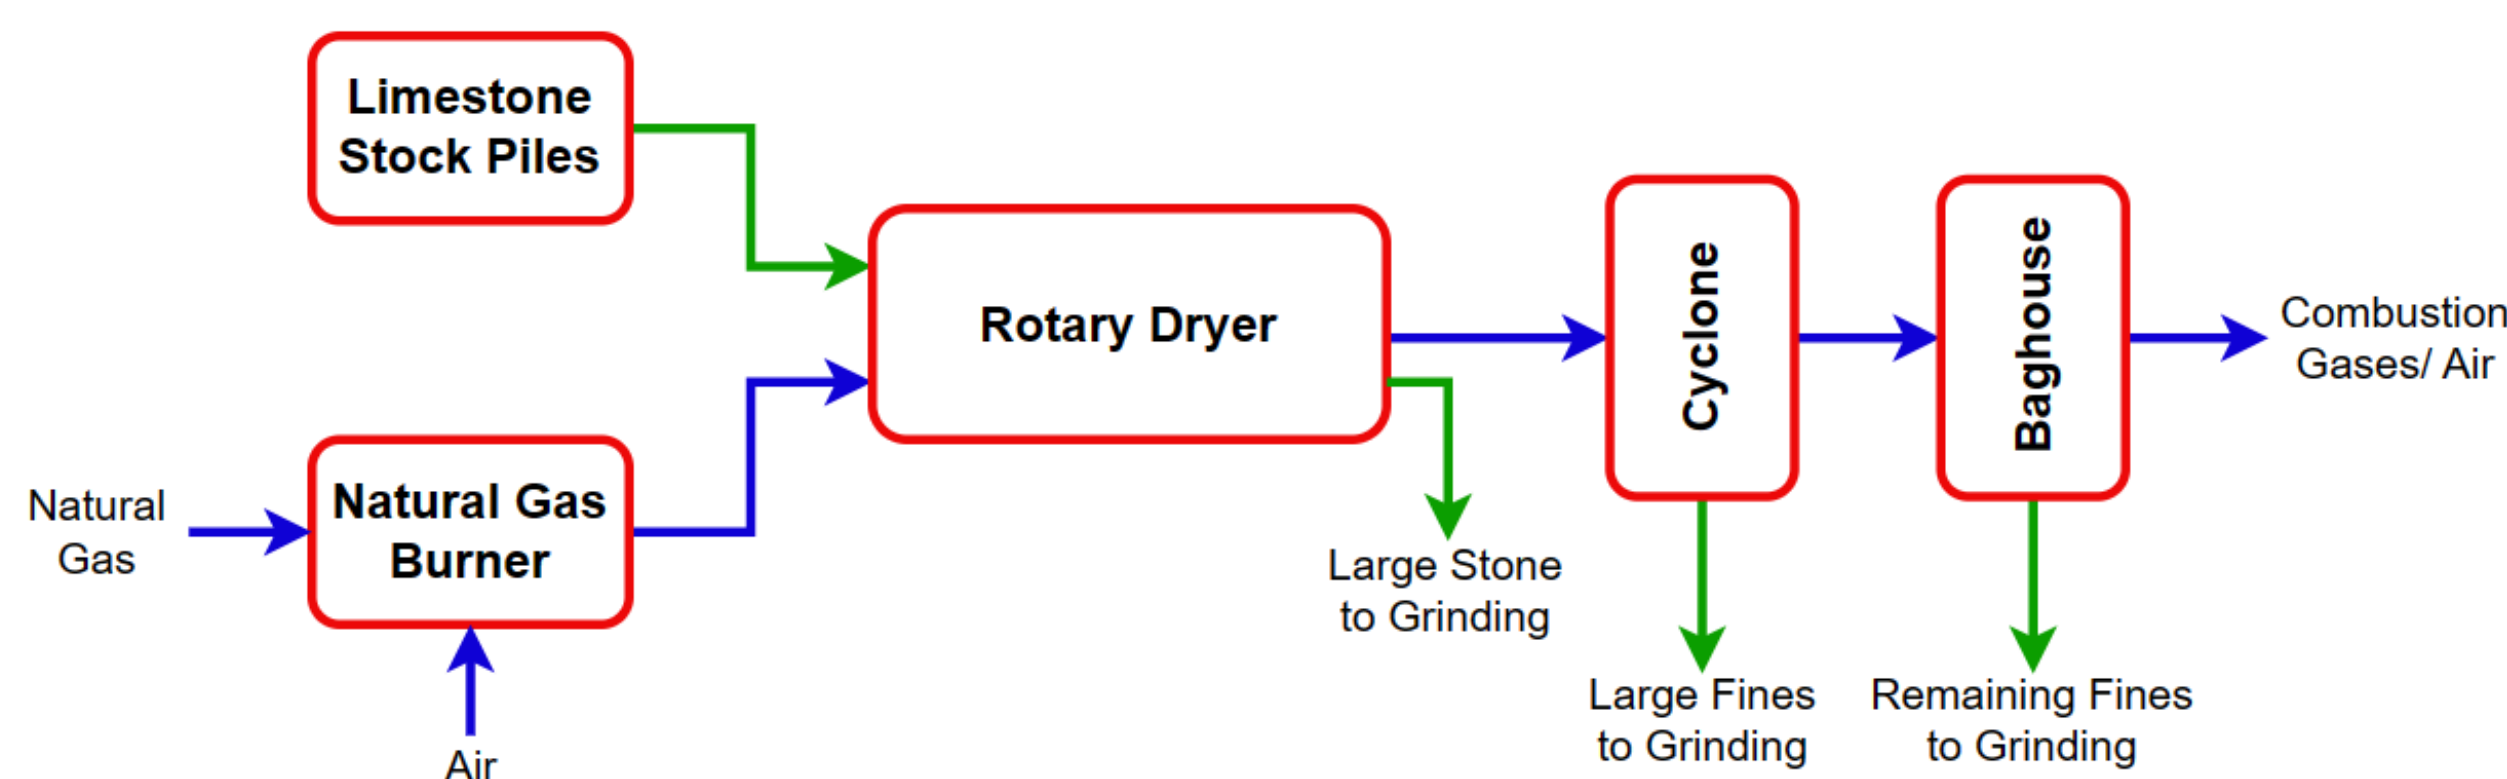 Limestone
Stock Piles
Rotary Dryer
Cyclone
Baghouse
Combustion
Gases/ Air
Natural
Gas
Natural Gas
Burner
Air
Large Stone
to Grinding
Large Fines
to Grinding
Remaining Fines
to Grinding